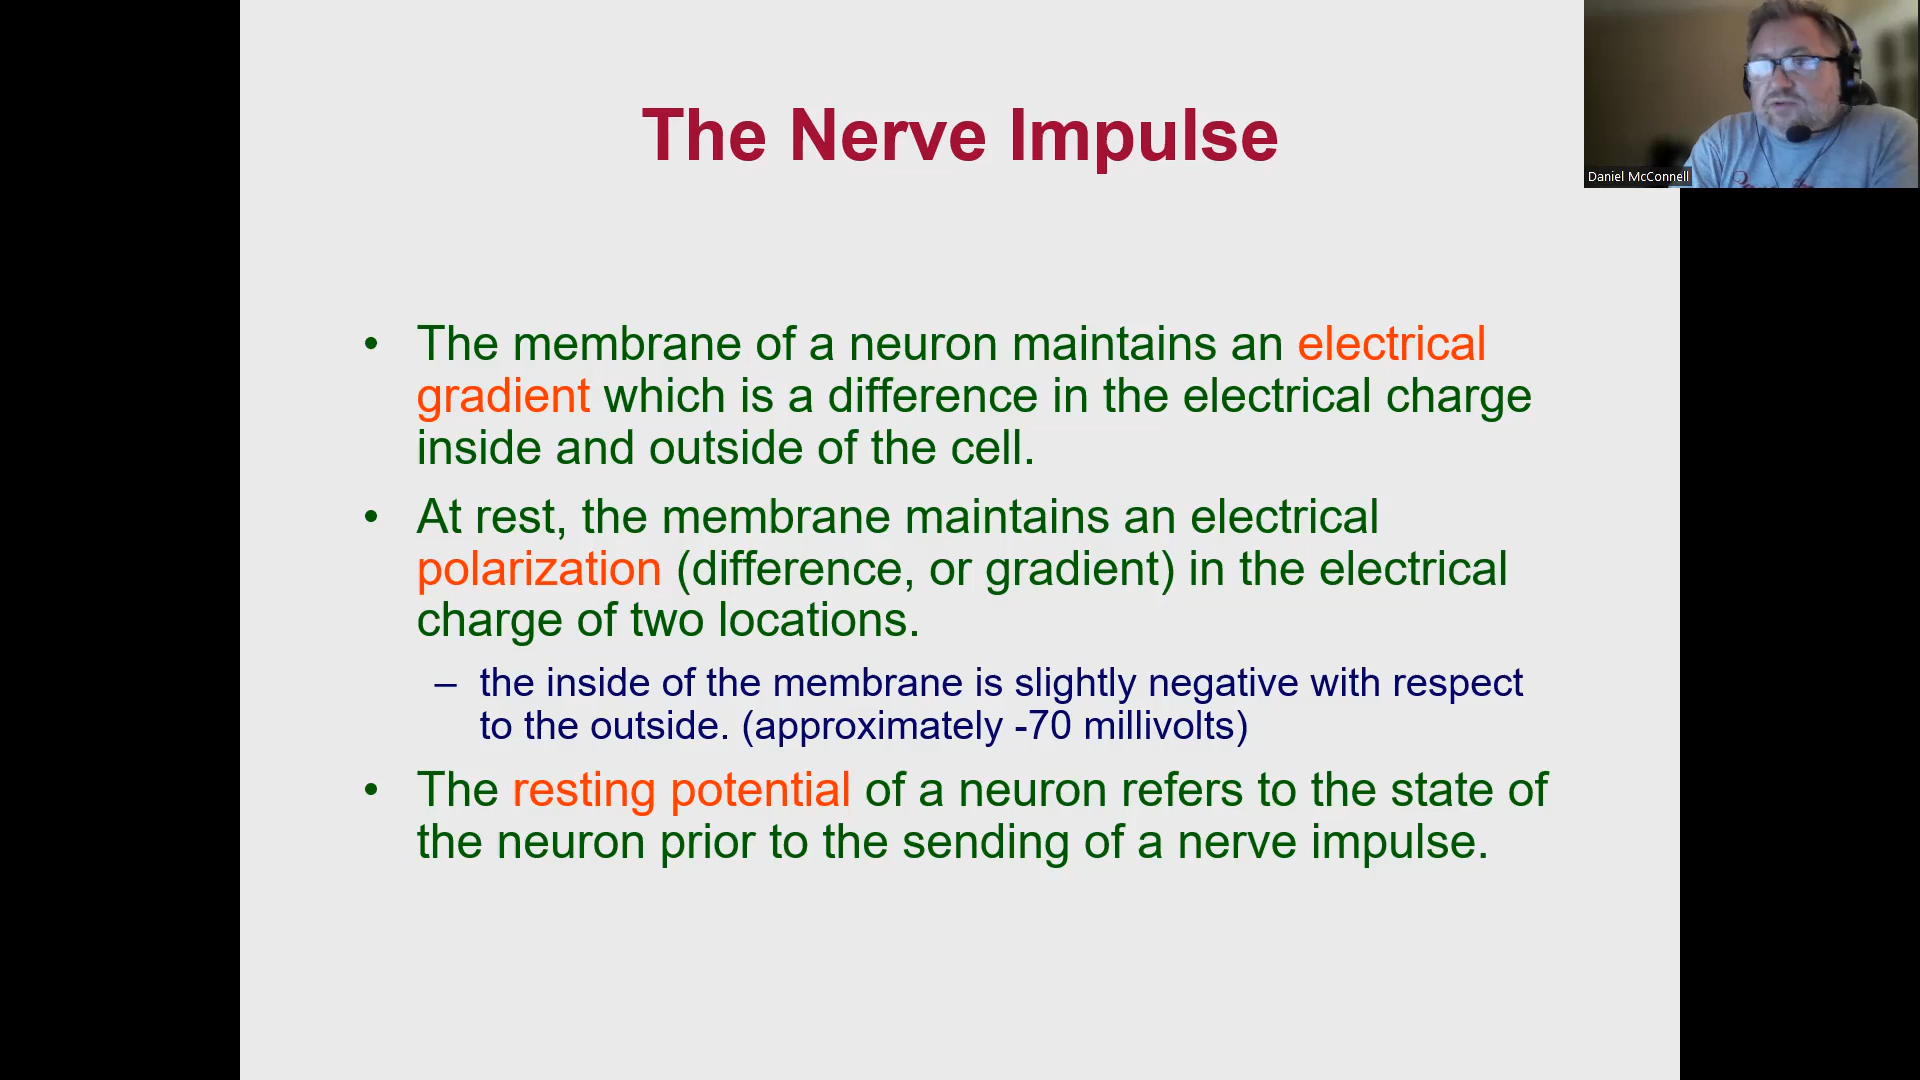 The Nerve Impulse
Daniel McConnell
• The membrane of a neuron maintains an electrical
gradient which is a difference in the electrical charge
inside and outside of the cell.
• At rest, the membrane maintains an electrical
polarization (difference, or gradient) in the electrical
charge of two locations.
– the inside of the membrane is slightly negative with respect
to the outside. (approximately -70 millivolts)
• The resting potential of a neuron refers to the state of
the neuron prior to the sending of a nerve impulse.